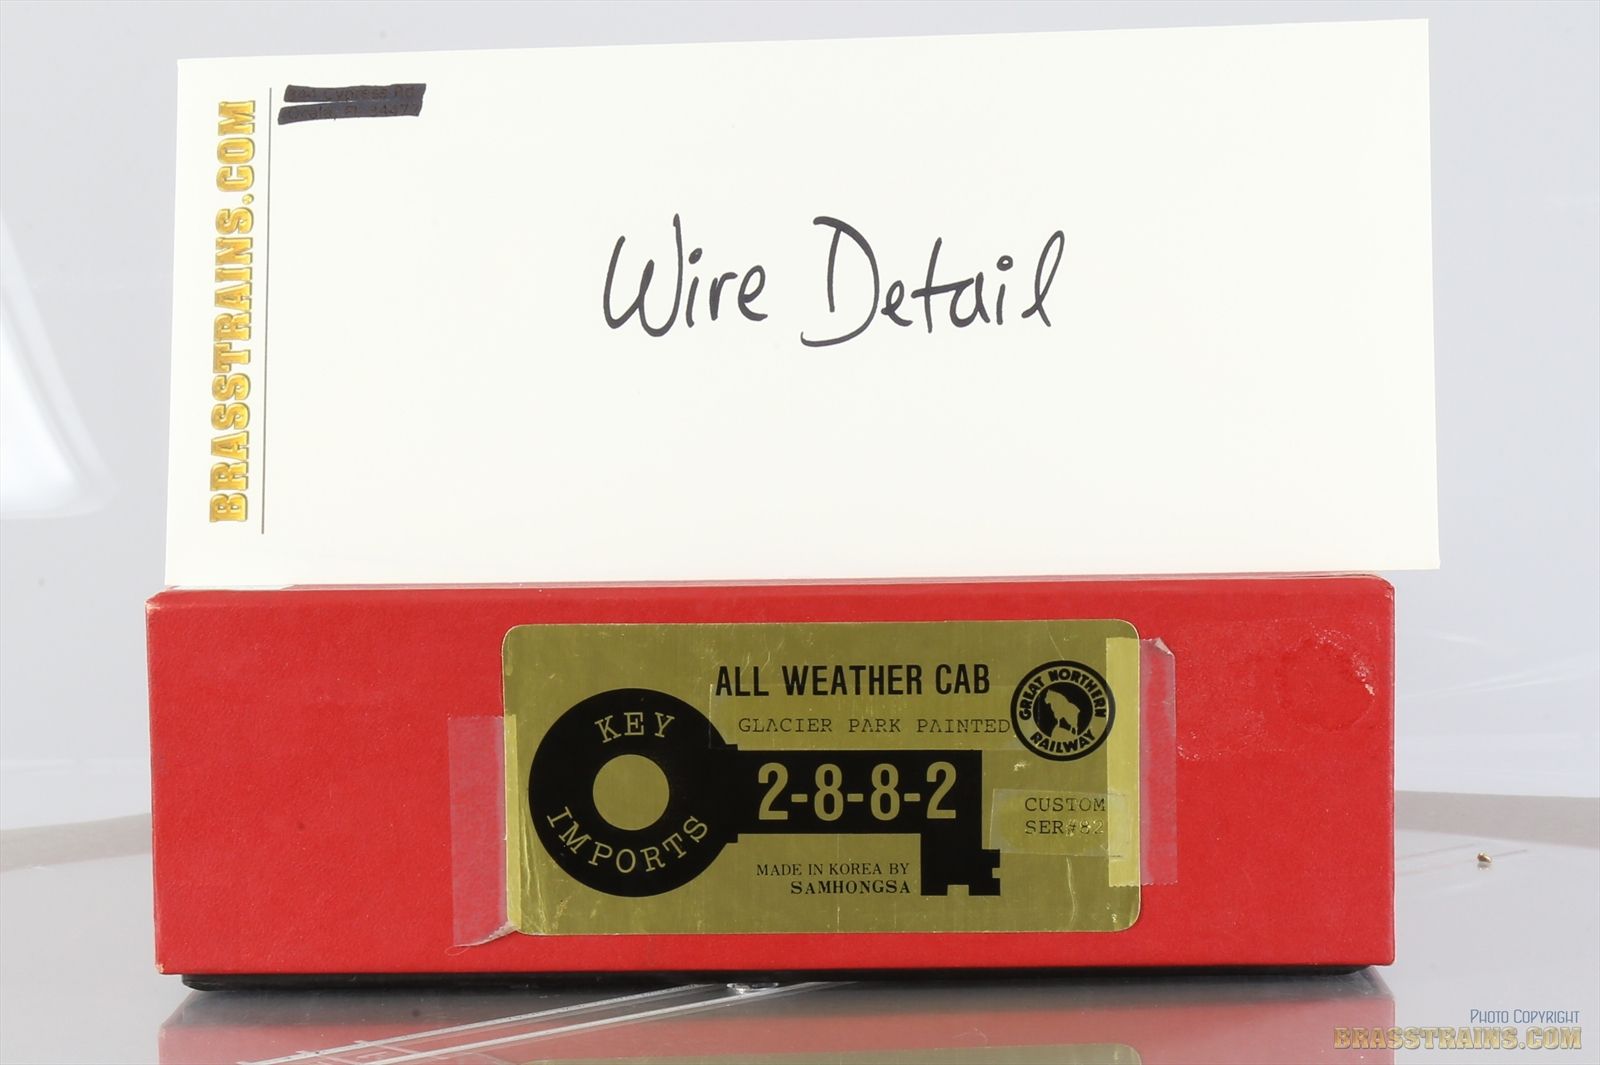 BRASSTRAINS.COM
Wire Detail
ALL WEATHER CAB
GLACIER PARK PAINTED
GREAT NORTHERN
RAILWAY
KEY
IMPORTS
2-8-8-2
CUSTOM
SER#82
MADE IN KOREA BY
SAMHONGSA
PHOTO COPYRIGHT
BRASSTRAINS.COM